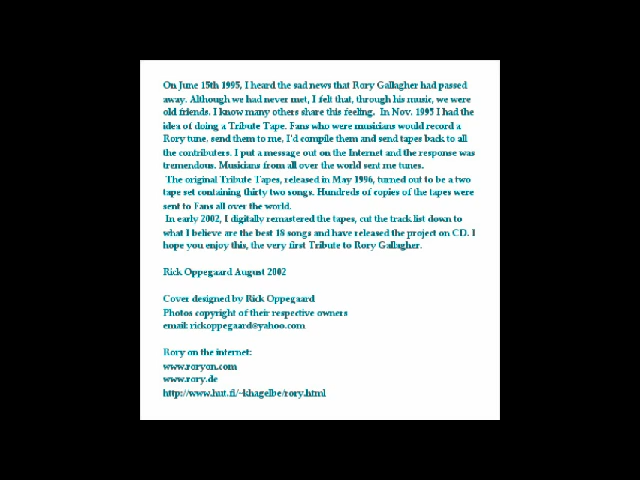 On June 15th 1995, I heard the sad news that Rory Gallagher had passed
away. Although we had never met, I felt that, through his music, we were
old friends. I know many others share this feeling.  In Nov. 1995 I had the
idea of doing a Tribute Tape. Fans who were musicians would record a
Rory tune. send them to me, I'd compile them and send tapes back to all
the contributers. I put a message out on the Internet and the response was
tremendous. Musicians from all over the world sent me tunes.
The original Tribute Tapes, released in May 1996, turned out to be a two
tape set containing thirty two songs. Hundreds of copies of the tapes were
sent to Fans all over the world.
In early 2002, I digitally remastered the tapes, cut the track list down to
what I believe are the best 18 songs and have released the project on CD. I
hope you enjoy this, the very first Tribute to Rory Gallagher.
Rick Oppegaard August 2002
Cover designed by Rick Oppegaard
Photos copyright of their respective owners
email: rickoppegaard@yahoo.com
Rory on the internet:
www.roryon.com
www.rory.de
http://www.hut.fi/~khagelbe/rory.html